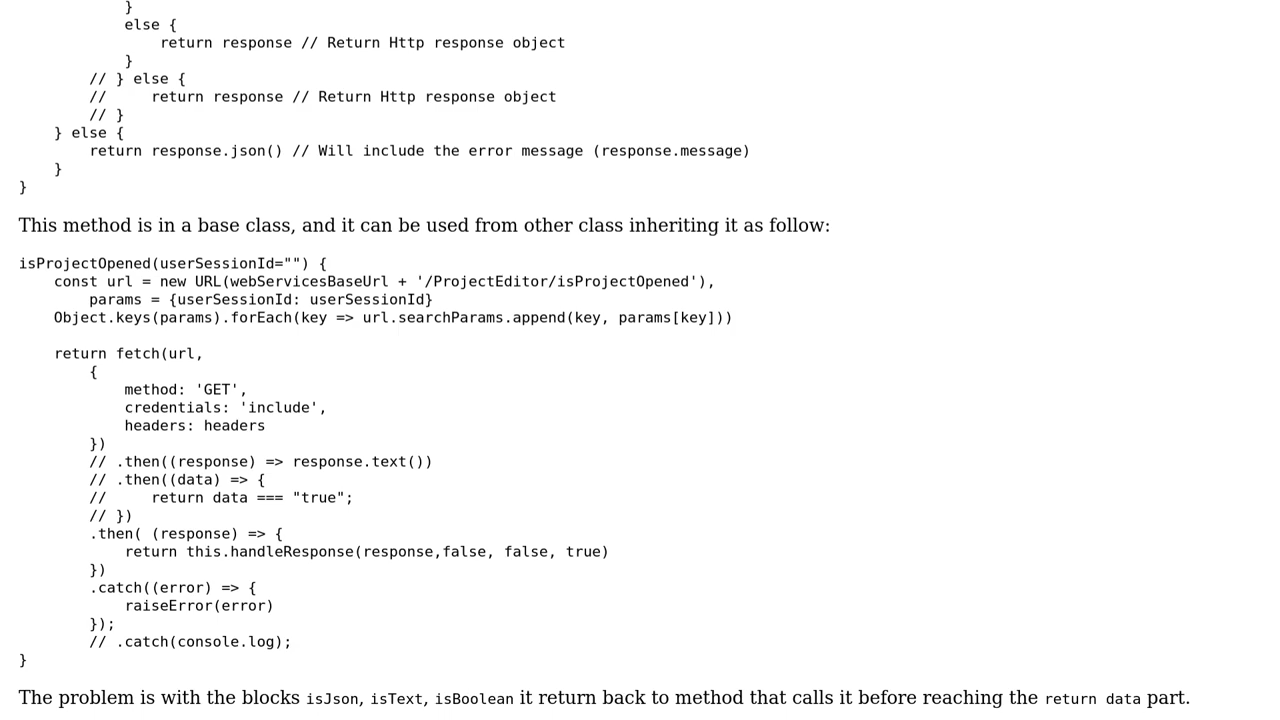 }
else {
return response // Return Http response object
}
// } else {
//     return response // Return Http response object
// }
} else {
return response.json() // Will include the error message (response.message)
}
}
This method is in a base class, and it can be used from other class inheriting it as follow:
isProjectOpened(userSessionId="") {
const url = new URL(webServicesBaseUrl + '/ProjectEditor/isProjectOpened'),
params = {userSessionId: userSessionId}
Object.keys(params).forEach(key => url.searchParams.append(key, params[key]))
return fetch(url,
{
method: 'GET',
credentials: 'include',
headers: headers
})
// .then((response) => response.text())
// .then((data) => {
//     return data === "true";
// })
.then( (response) => {
return this.handleResponse(response,false, false, true)
})
.catch((error) => {
raiseError(error)
});
// .catch(console.log);
}
The problem is with the blocks isJson, isText, isBoolean it return back to method that calls it before reaching the return data part.